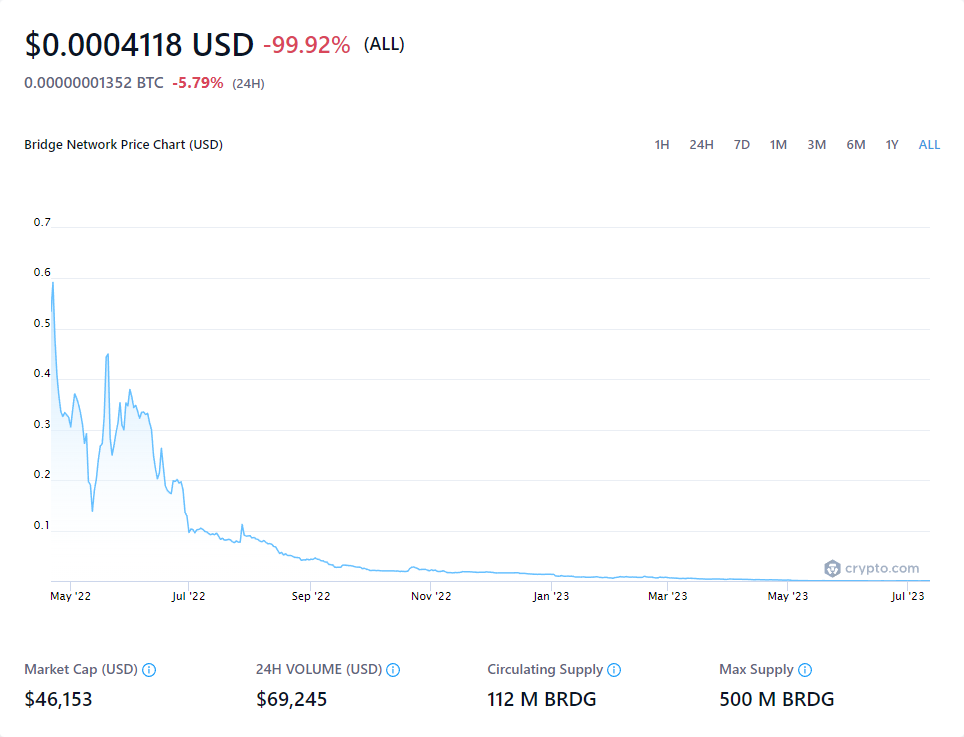 $0.0004118 USD -99.92% (ALL)
0.00000001352 BTC -5.79% (24H)
Bridge Network Price Chart (USD) 1H 24H 7D 1M 3M 6M 1Y ALL
0.7
0.6
0.5
0.4
0.3
0.2
0.1
crypto.com
May '22 Jul '22 Sep '22 Nov '22 Jan '23 Mar '23 May '23 Jul '23
Market Cap (USD) 24H VOLUME (USD) Circulating Supply Max Supply
$46,153 $69,245 112 M BRDG 500 M BRDG